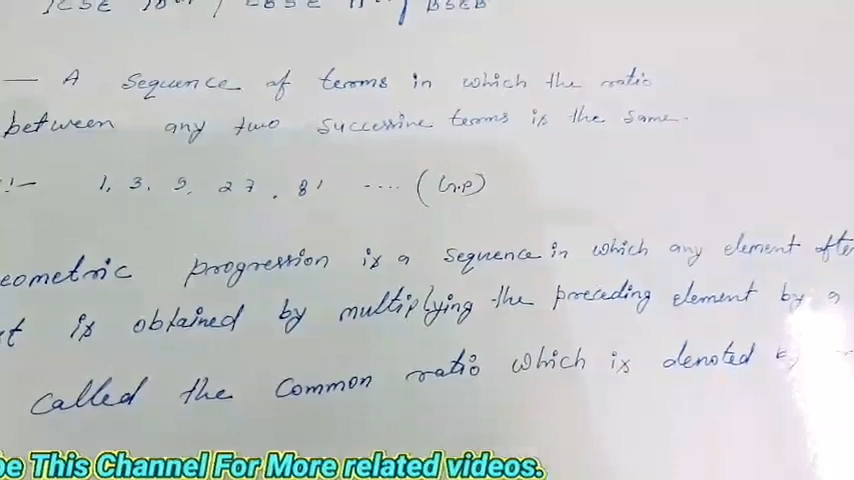 — A sequence of terms in which the ratio
between any two successive terms is the same.
:— 1, 3, 9, 27, 81 .... (G.P)
eometric progression is a sequence in which any element after
is obtained by multiplying the preceding element by a
called the common ratio which is denoted by
be This Channel For More related videos.